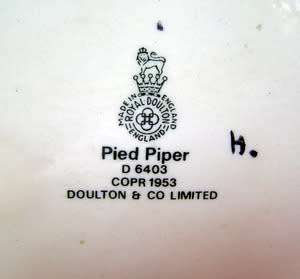 MADE IN ENGLAND
ROYAL DOULTON
ENGLAND
Pied Piper
D 6403
COPR 1953
DOULTON & CO LIMITED
H.